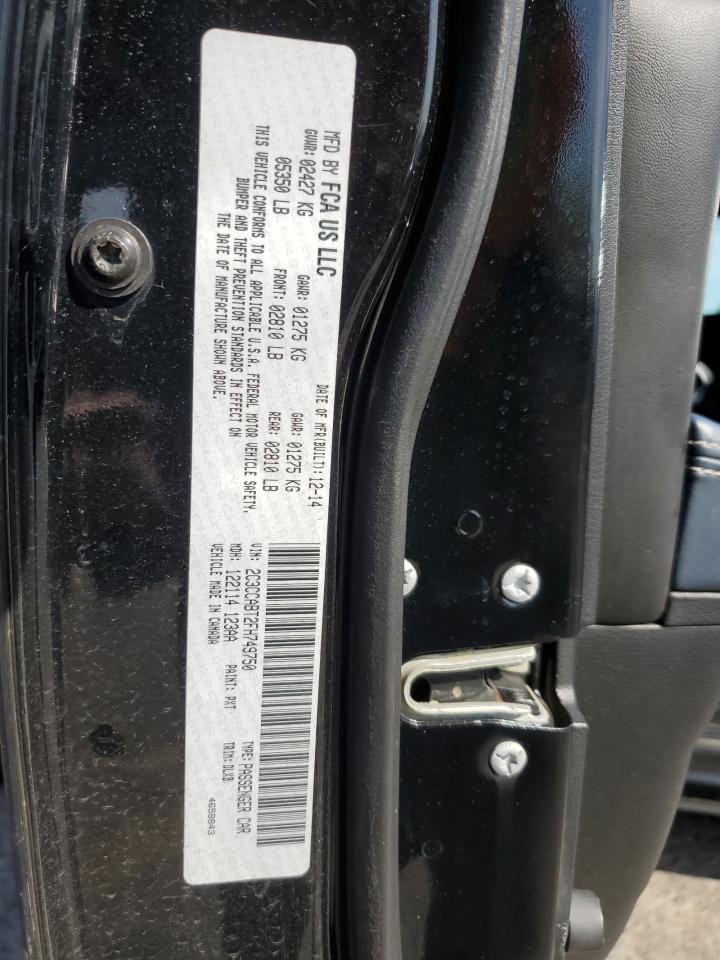 MFD BY FCA US LLC
DATE OF MFR(BUILT): 12-14
GVWR: 02427 KG
GAWR: 01275 KG
GAWR: 01275 KG
05350 LB
FRONT: 02810 LB
REAR: 02810 LB
THIS VEHICLE CONFORMS TO ALL APPLICABLE U.S.A. FEDERAL MOTOR VEHICLE SAFETY,
BUMPER AND THEFT PREVENTION STANDARDS IN EFFECT ON
THE DATE OF MANUFACTURE SHOWN ABOVE.
VIN: 2C3CCABT2FH749750
TYPE: PASSENGER CAR
MDH: 122114 123AA
PAINT: PXT
TRIM: DLX8
VEHICLE MADE IN CANADA
4658843